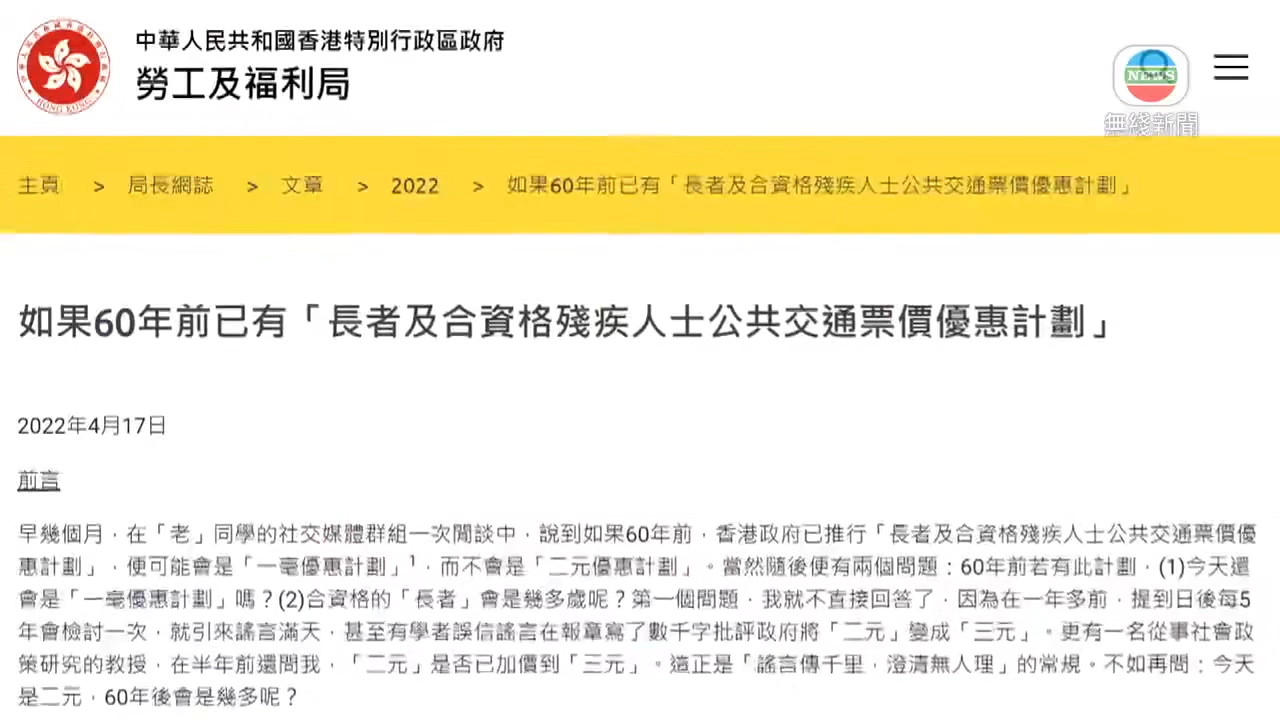 中華人民共和國香港特別行政區政府
勞工及福利局
NEWS
無綫新聞
主頁 > 局長網誌 > 文章 > 2022 > 如果60年前已有「長者及合資格殘疾人士公共交通票價優惠計劃」
如果60年前已有「長者及合資格殘疾人士公共交通票價優惠計劃」
2022年4月17日
前言
早幾個月，在「老」同學的社交媒體群組一次閒談中，說到如果60年前，香港政府已推行「長者及合資格殘疾人士公共交通票價優
惠計劃」，便可能會是「一毫優惠計劃」1，而不會是「二元優惠計劃」。當然隨後便有兩個問題：60年前若有此計劃，(1)今天還
會是「一毫優惠計劃」嗎？(2)合資格的「長者」會是幾多歲呢？第一個問題，我就不直接回答了，因為在一年多前，提到日後每5
年會檢討一次，就引來謠言滿天，甚至有學者誤信謠言在報章寫了數千字批評政府將「二元」變成「三元」。更有一名從事社會政
策研究的教授，在半年前還問我，「二元」是否已加價到「三元」。這正是「謠言傳千里，澄清無人理」的常規。不如再問：今天
是二元，60年後會是幾多呢？